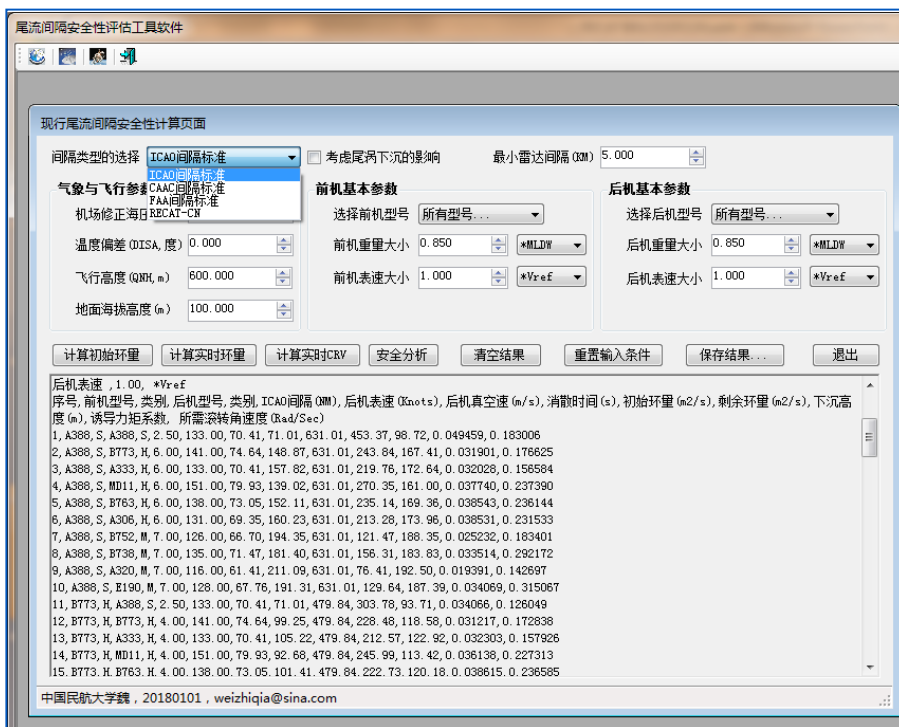 尾流间隔安全性评估工具软件
现行尾流间隔安全性计算页面
间隔类型的选择 ICAO间隔标准 考虑尾涡下沉的影响 最小雷达间隔(KM) 5.000
ICAO间隔标准
CAAC间隔标准
FAA间隔标准
RECAT-CN
气象与飞行参数 前机基本参数 后机基本参数
机场修正海 选择前机型号 所有型号... 选择后机型号 所有型号...
温度偏差(DISA,度) 0.000 前机重量大小 0.850 *MLDW 后机重量大小 0.850 *MLDW
飞行高度(QNH,m) 600.000 前机表速大小 1.000 *Vref 后机表速大小 1.000 *Vref
地面海拔高度(m) 100.000
计算初始环量 计算实时环量 计算实时CRV 安全分析 清空结果 重置输入条件 保存结果... 退出
后机表速 ,1.00, *Vref
序号,前机型号,类别,后机型号,类别,ICAO间隔(NM),后机表速(Knots),后机真空速(m/s),消散时间(s),初始环量(m2/s),剩余环量(m2/s),下沉高
度(m),诱导力矩系数, 所需滚转角速度(Rad/Sec)
1,A388,S,A388,S,2.50,133.00,70.41,71.01,631.01,453.37,98.72,0.049459,0.183006
2,A388,S,B773,H,6.00,141.00,74.64,148.87,631.01,243.84,167.41,0.031901,0.176625
3,A388,S,A333,H,6.00,133.00,70.41,157.82,631.01,219.76,172.64,0.032028,0.156584
4,A388,S,MD11,H,6.00,151.00,79.93,139.02,631.01,270.35,161.00,0.037740,0.237390
5,A388,S,B763,H,6.00,138.00,73.05,152.11,631.01,235.14,169.36,0.038543,0.236144
6,A388,S,A306,H,6.00,131.00,69.35,160.23,631.01,213.28,173.96,0.038531,0.231533
7,A388,S,B752,M,7.00,126.00,66.70,194.35,631.01,121.47,188.35,0.025232,0.183401
8,A388,S,B738,M,7.00,135.00,71.47,181.40,631.01,156.31,183.83,0.033514,0.292172
9,A388,S,A320,M,7.00,116.00,61.41,211.09,631.01,76.41,192.50,0.019391,0.142697
10,A388,S,E190,M,7.00,128.00,67.76,191.31,631.01,129.64,187.39,0.034069,0.315067
11,B773,H,A388,S,2.50,133.00,70.41,71.01,479.84,303.78,93.71,0.034066,0.126049
12,B773,H,B773,H,4.00,141.00,74.64,99.25,479.84,228.48,118.58,0.031217,0.172838
13,B773,H,A333,H,4.00,133.00,70.41,105.22,479.84,212.57,122.92,0.032303,0.157926
14,B773,H,MD11,H,4.00,151.00,79.93,92.68,479.84,245.99,113.42,0.036138,0.227313
15,B773,H,B763,H,4.00,138.00,73.05,101.41,479.84,222.73,120.18,0.038615,0.236585
中国民航大学魏，20180101，weizhiqia@sina.com